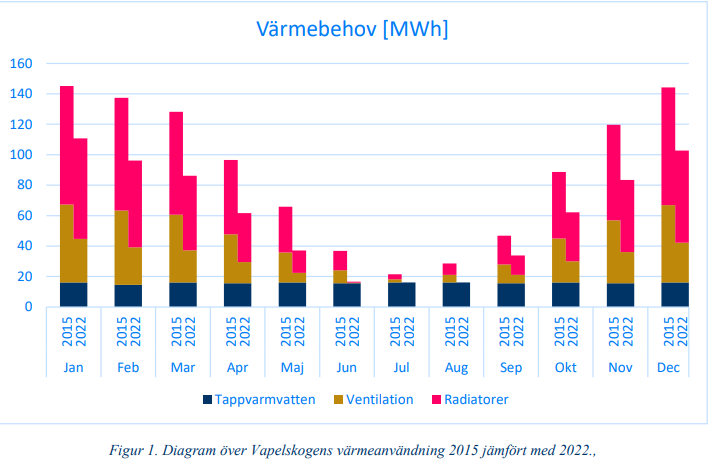 Värmebehov [MWh]
160
140
120
100
80
60
40
20
0
2015 2022 2015 2022 2015 2022 2015 2022 2015 2022 2015 2022 2015 2022 2015 2022 2015 2022 2015 2022 2015 2022 2015 2022
Jan Feb Mar Apr Maj Jun Jul Aug Sep Okt Nov Dec
Tappvarmvatten Ventilation Radiatorer
Figur 1. Diagram över Vapelskogens värmeanvändning 2015 jämfört med 2022.,